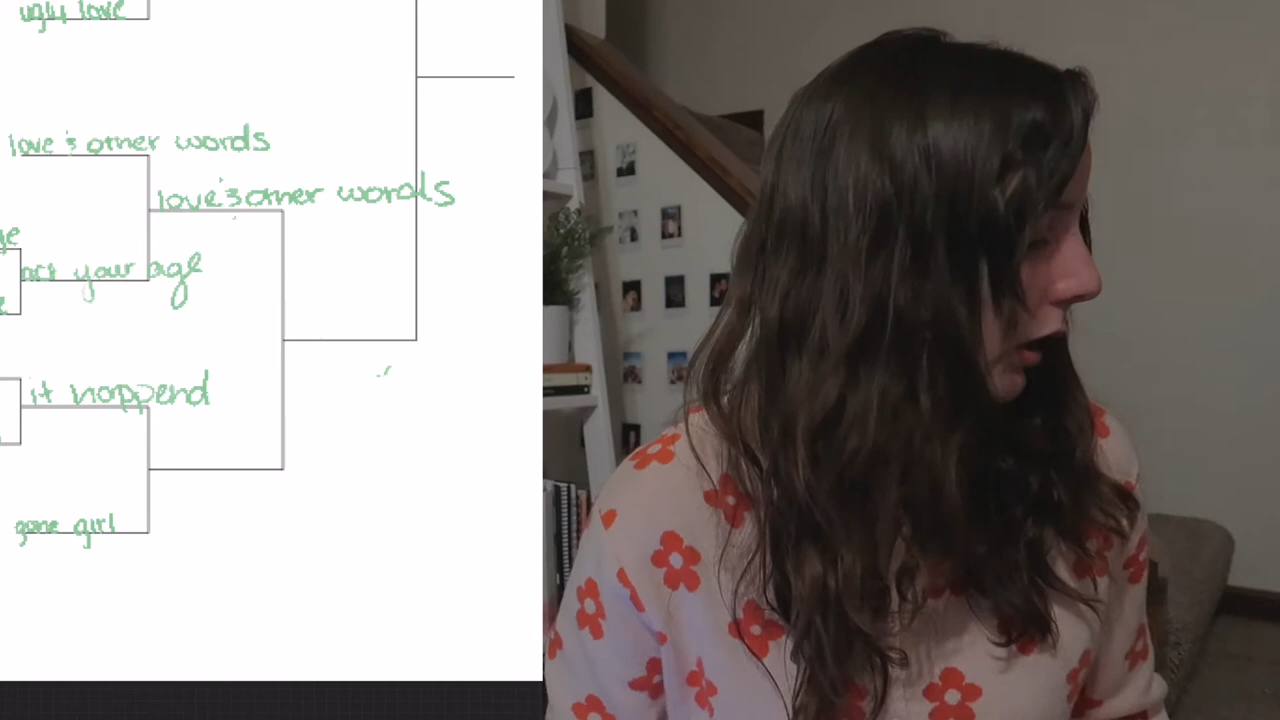 ugly love
love's other words
love's other words
act your age
it happend
gone girl